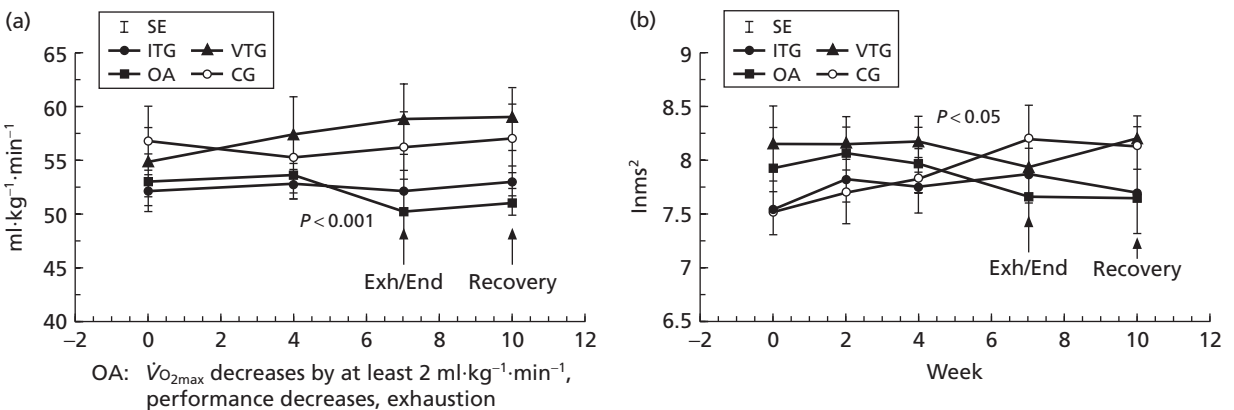 (a)
SE
ITG VTG
OA CG
65
60
55
50
45
40
ml·kg⁻¹·min⁻¹
P < 0.001
Exh/End Recovery
−2 0 2 4 6 8 10 12
OA: V̇O₂max decreases by at least 2 ml·kg⁻¹·min⁻¹,
performance decreases, exhaustion
(b)
SE
ITG VTG
OA CG
9
8.5
8
7.5
7
6.5
lnms²
P < 0.05
Exh/End Recovery
−2 0 2 4 6 8 10 12
Week